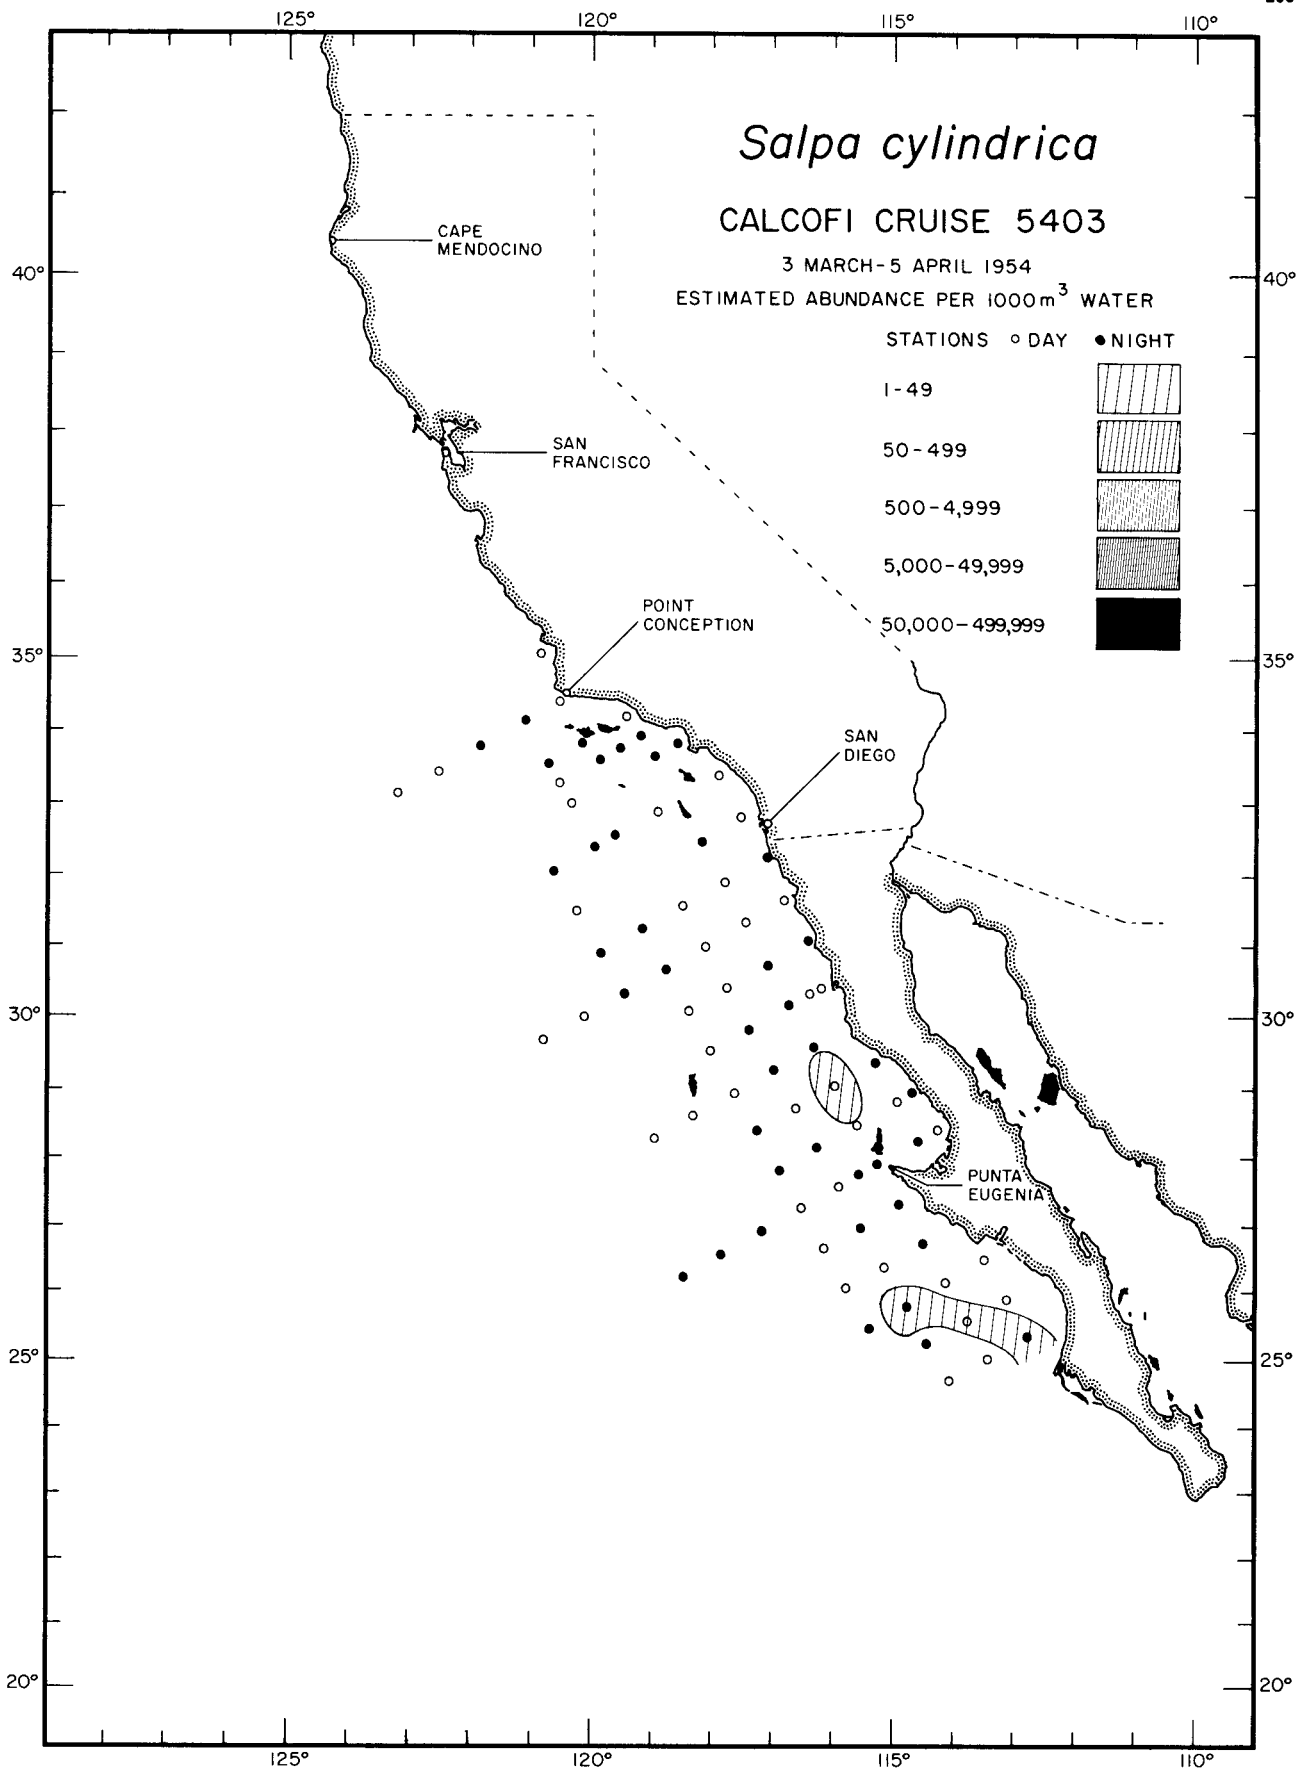 125°
120°
115°
110°
Salpa cylindrica
CALCOFI CRUISE 5403
3 MARCH-5 APRIL 1954
ESTIMATED ABUNDANCE PER 1000m³ WATER
STATIONS ○ DAY ● NIGHT
1-49
50-499
500-4,999
5,000-49,999
50,000-499,999
CAPE
MENDOCINO
40°
40°
SAN
FRANCISCO
POINT
CONCEPTION
35°
35°
SAN
DIEGO
30°
30°
PUNTA
EUGENIA
25°
25°
20°
20°
125°
120°
115°
110°